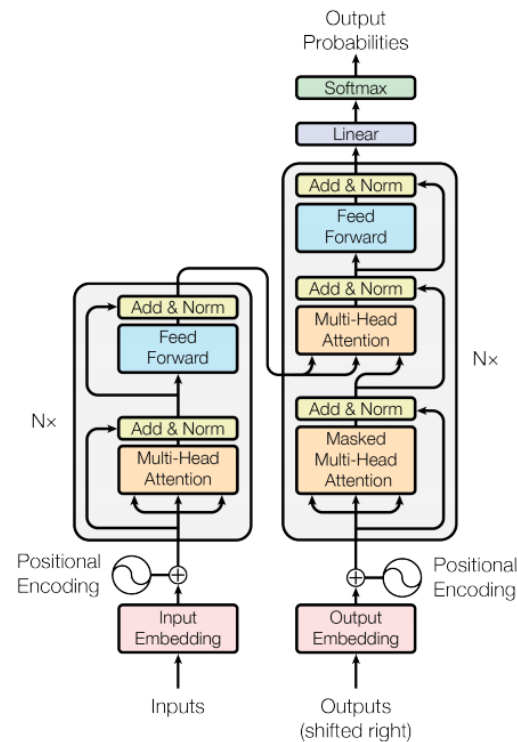 Output
Probabilities
Softmax
Linear
Add & Norm
Feed
Forward
Add & Norm
Multi-Head
Attention
Add & Norm
Masked
Multi-Head
Attention
N×
Add & Norm
Feed
Forward
Add & Norm
Multi-Head
Attention
N×
Positional
Encoding
Positional
Encoding
Input
Embedding
Output
Embedding
Inputs
Outputs
(shifted right)